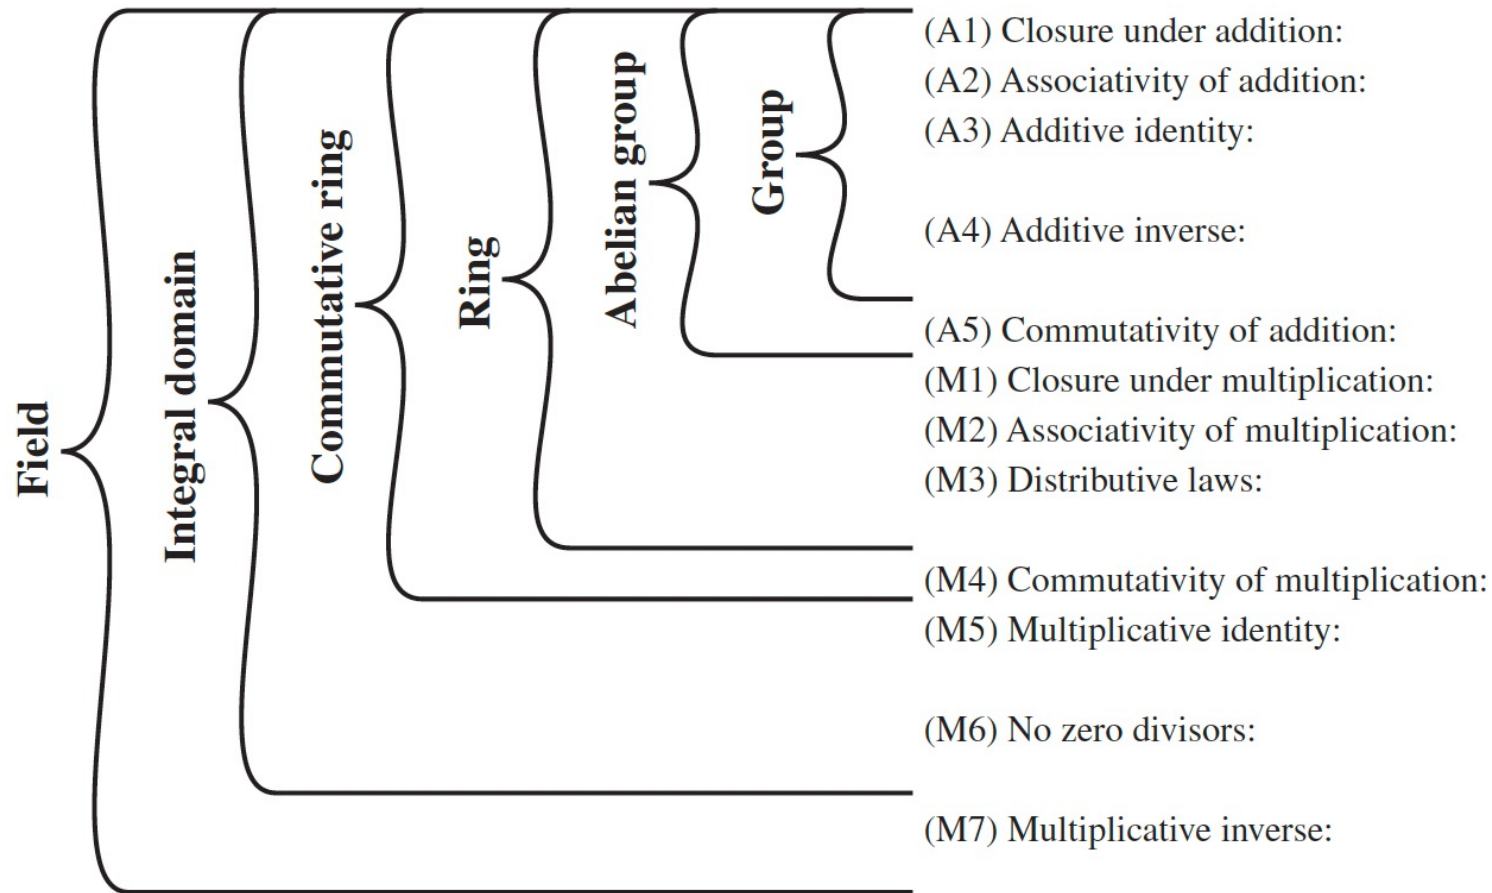 Field
Integral domain
Commutative ring
Ring
Abelian group
Group
(A1) Closure under addition:
(A2) Associativity of addition:
(A3) Additive identity:
(A4) Additive inverse:
(A5) Commutativity of addition:
(M1) Closure under multiplication:
(M2) Associativity of multiplication:
(M3) Distributive laws:
(M4) Commutativity of multiplication:
(M5) Multiplicative identity:
(M6) No zero divisors:
(M7) Multiplicative inverse: